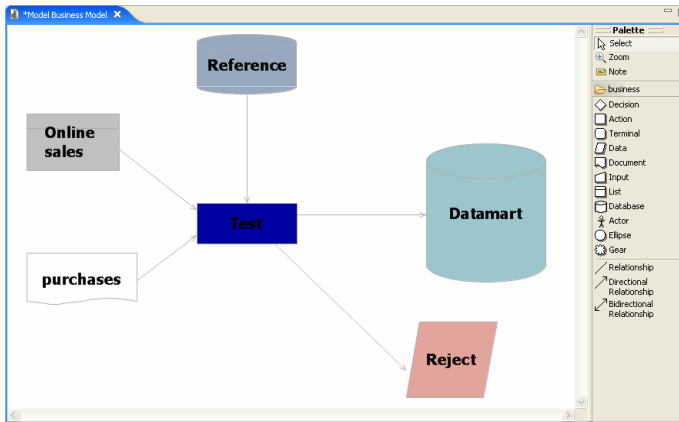 *Model Business Model
Reference
Online
sales
Test
Datamart
purchases
Reject
Palette
Select
Zoom
Note
business
Decision
Action
Terminal
Data
Document
Input
List
Database
Actor
Ellipse
Gear
Relationship
Directional
Relationship
Bidirectional
Relationship